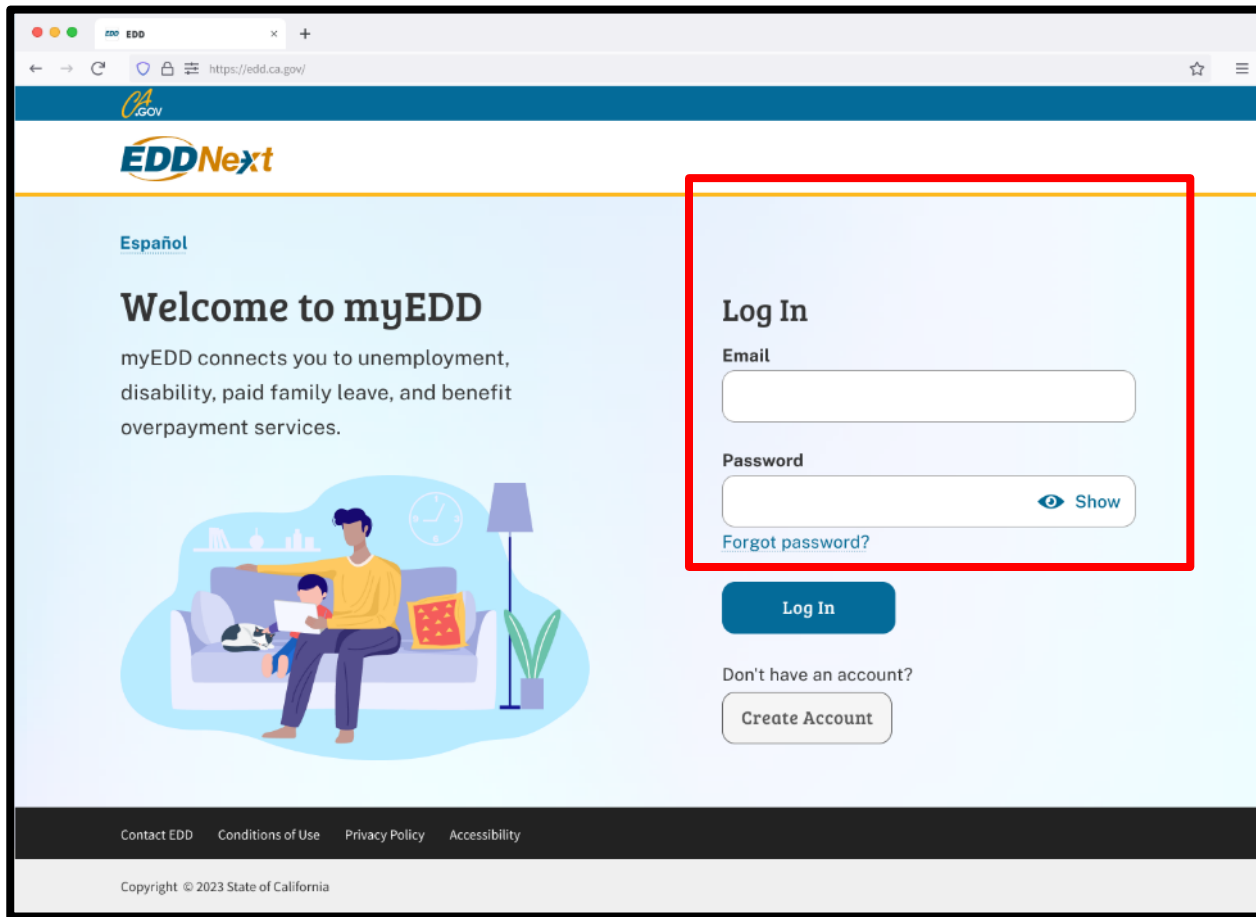 EDD EDD
https://edd.ca.gov/
CA.GOV
EDDNext
Español
Welcome to myEDD
myEDD connects you to unemployment,
disability, paid family leave, and benefit
overpayment services.
Log In
Email
Password
Show
Forgot password?
Log In
Don't have an account?
Create Account
Contact EDD Conditions of Use Privacy Policy Accessibility
Copyright © 2023 State of California